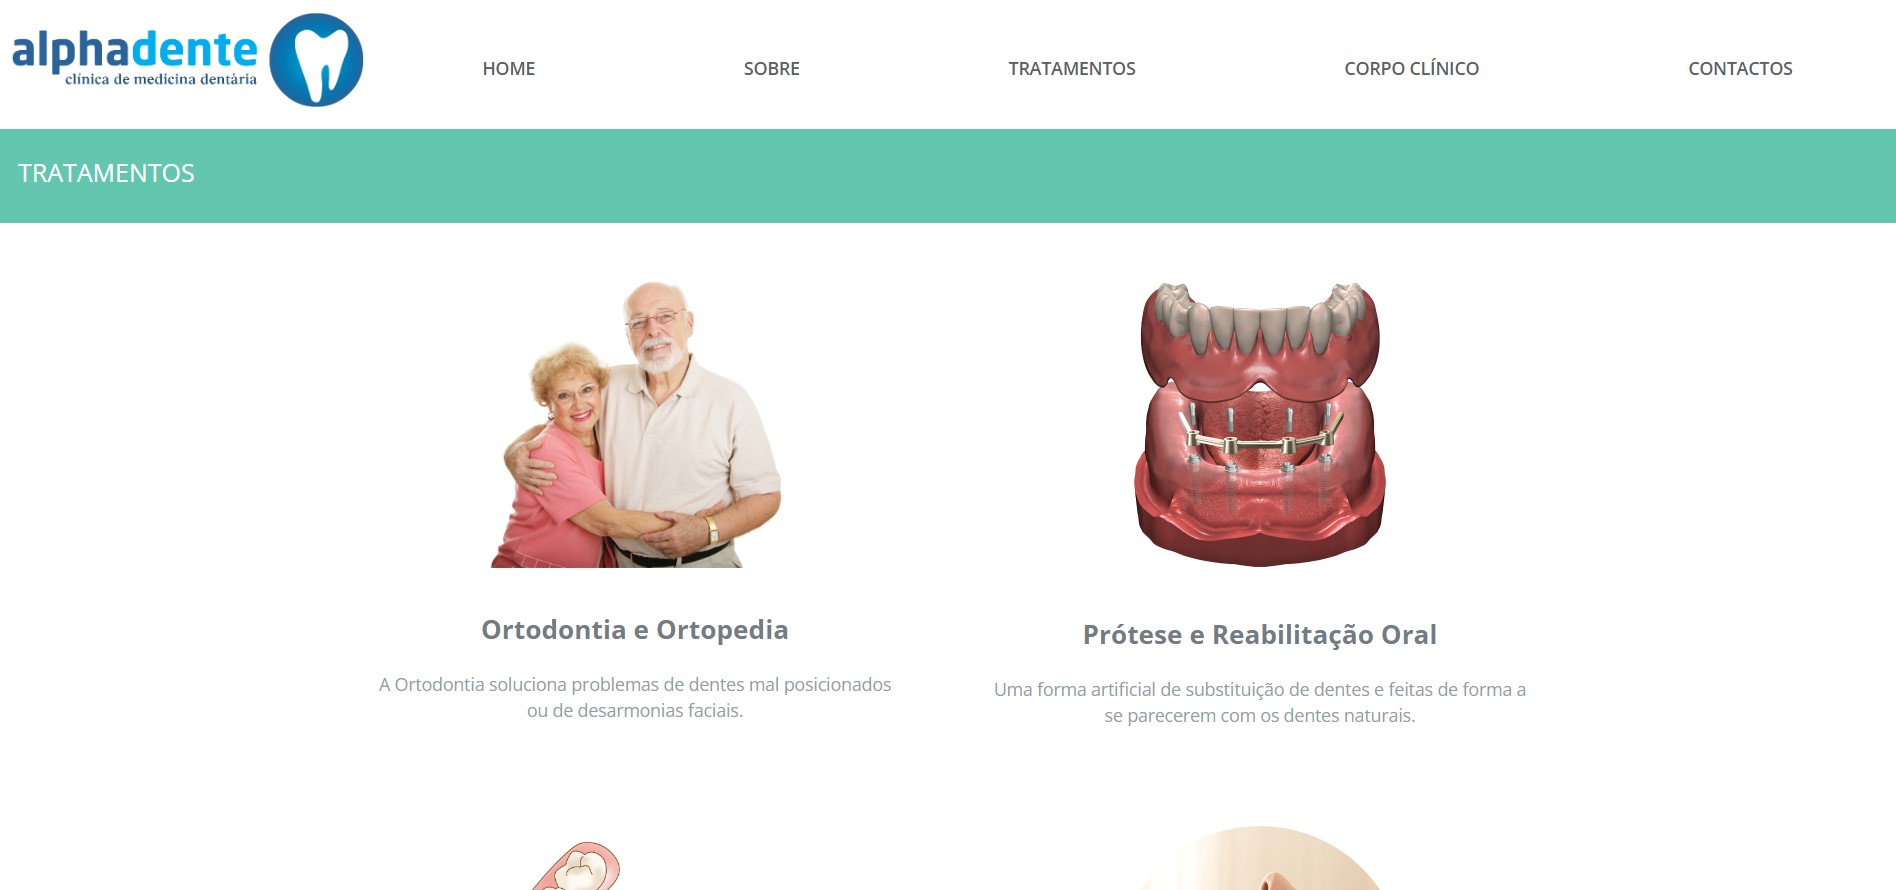 alphadente
clínica de medicina dentária
HOME
SOBRE
TRATAMENTOS
CORPO CLÍNICO
CONTACTOS
TRATAMENTOS
Ortodontia e Ortopedia
A Ortodontia soluciona problemas de dentes mal posicionados
ou de desarmonias faciais.
Prótese e Reabilitação Oral
Uma forma artificial de substituição de dentes e feitas de forma a
se parecerem com os dentes naturais.